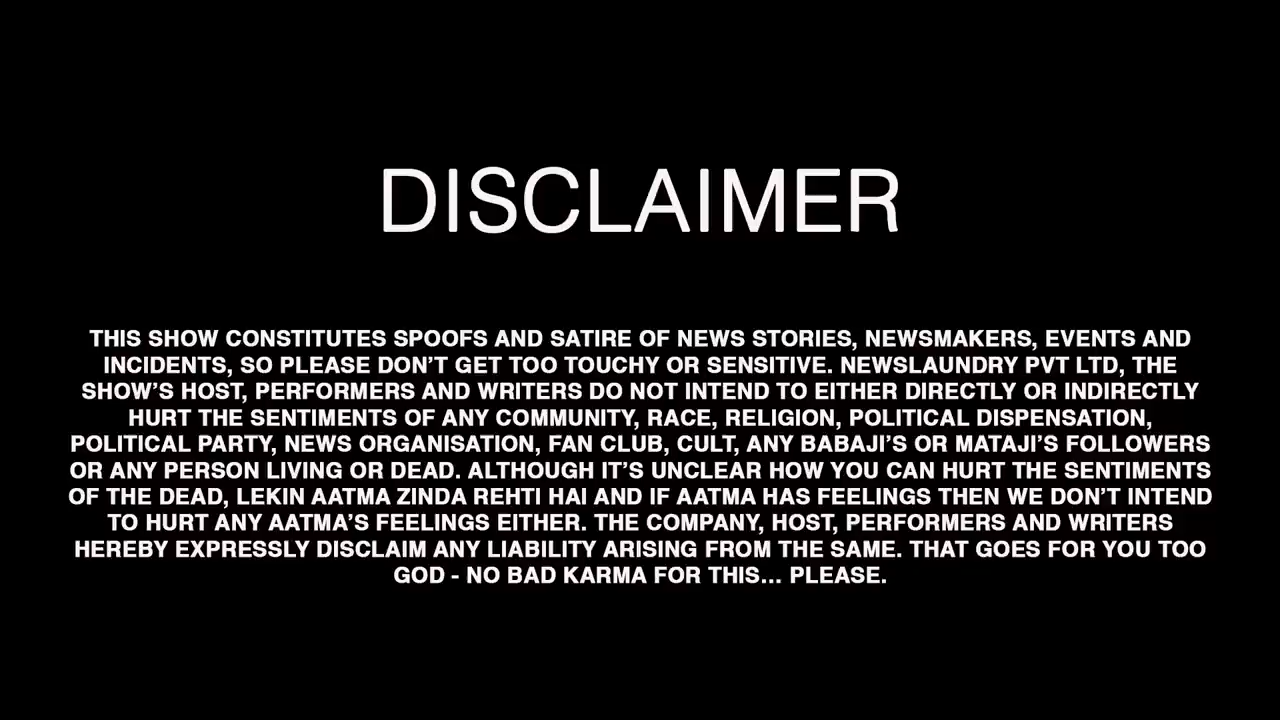 DISCLAIMER
THIS SHOW CONSTITUTES SPOOFS AND SATIRE OF NEWS STORIES, NEWSMAKERS, EVENTS AND
INCIDENTS, SO PLEASE DON'T GET TOO TOUCHY OR SENSITIVE. NEWSLAUNDRY PVT LTD, THE
SHOW'S HOST, PERFORMERS AND WRITERS DO NOT INTEND TO EITHER DIRECTLY OR INDIRECTLY
HURT THE SENTIMENTS OF ANY COMMUNITY, RACE, RELIGION, POLITICAL DISPENSATION,
POLITICAL PARTY, NEWS ORGANISATION, FAN CLUB, CULT, ANY BABAJI'S OR MATAJI'S FOLLOWERS
OR ANY PERSON LIVING OR DEAD. ALTHOUGH IT'S UNCLEAR HOW YOU CAN HURT THE SENTIMENTS
OF THE DEAD, LEKIN AATMA ZINDA REHTI HAI AND IF AATMA HAS FEELINGS THEN WE DON'T INTEND
TO HURT ANY AATMA'S FEELINGS EITHER. THE COMPANY, HOST, PERFORMERS AND WRITERS
HEREBY EXPRESSLY DISCLAIM ANY LIABILITY ARISING FROM THE SAME. THAT GOES FOR YOU TOO
GOD - NO BAD KARMA FOR THIS... PLEASE.